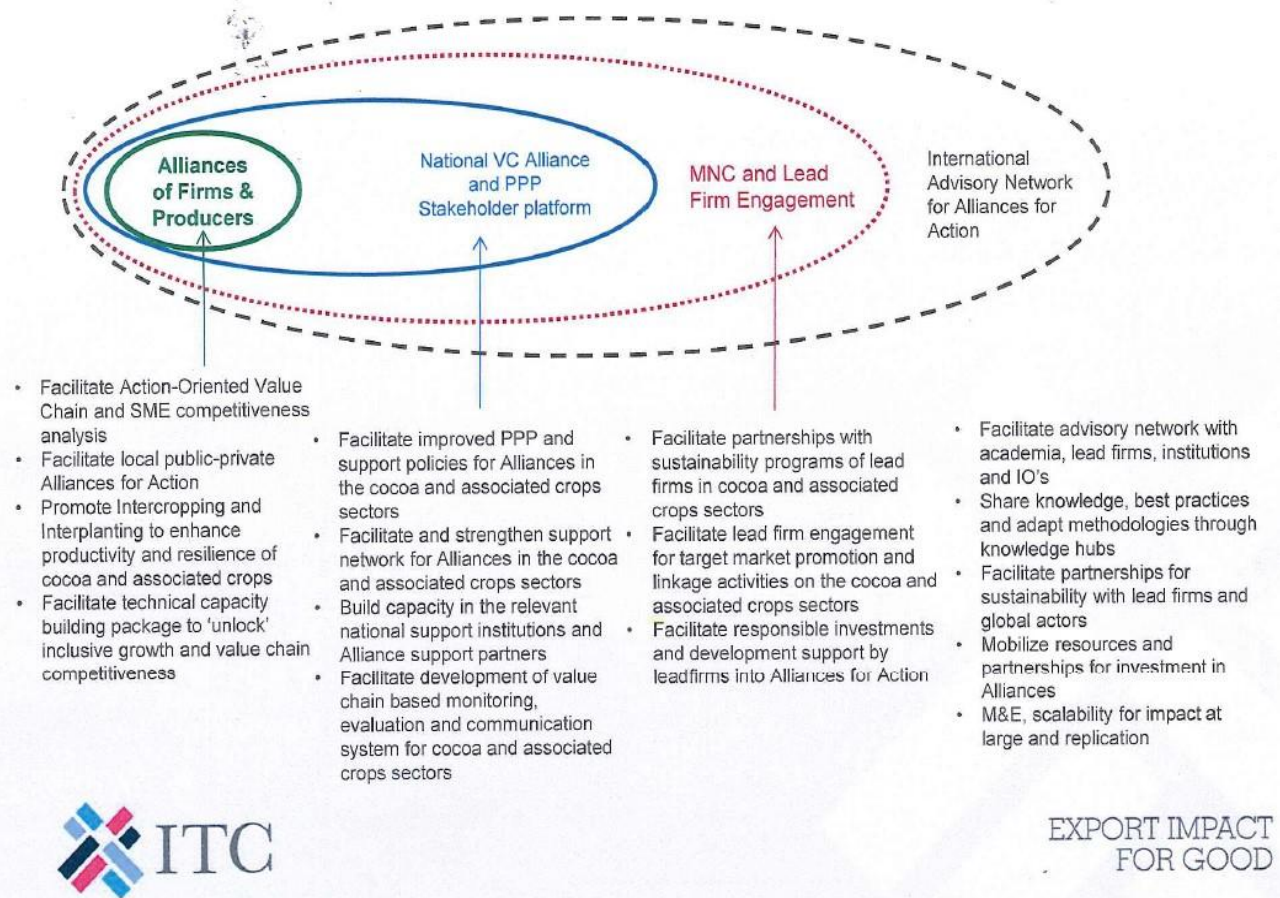 Alliances
of Firms &
Producers
National VC Alliance
and PPP
Stakeholder platform
MNC and Lead
Firm Engagement
International
Advisory Network
for Alliances for
Action
• Facilitate Action-Oriented Value
Chain and SME competitiveness
analysis
• Facilitate local public-private
Alliances for Action
• Promote Intercropping and
Interplanting to enhance
productivity and resilience of
cocoa and associated crops
• Facilitate technical capacity
building package to 'unlock'
inclusive growth and value chain
competitiveness
• Facilitate improved PPP and
support policies for Alliances in
the cocoa and associated crops
sectors
• Facilitate and strengthen support
network for Alliances in the cocoa
and associated crops sectors
• Build capacity in the relevant
national support institutions and
Alliance support partners
• Facilitate development of value
chain based monitoring,
evaluation and communication
system for cocoa and associated
crops sectors
• Facilitate partnerships with
sustainability programs of lead
firms in cocoa and associated
crops sectors
• Facilitate lead firm engagement
for target market promotion and
linkage activities on the cocoa and
associated crops sectors
• Facilitate responsible investments
and development support by
leadfirms into Alliances for Action
• Facilitate advisory network with
academia, lead firms, institutions
and IO's
• Share knowledge, best practices
and adapt methodologies through
knowledge hubs
• Facilitate partnerships for
sustainability with lead firms and
global actors
• Mobilize resources and
partnerships for investment in
Alliances
• M&E, scalability for impact at
large and replication
ITC
EXPORT IMPACT
FOR GOOD